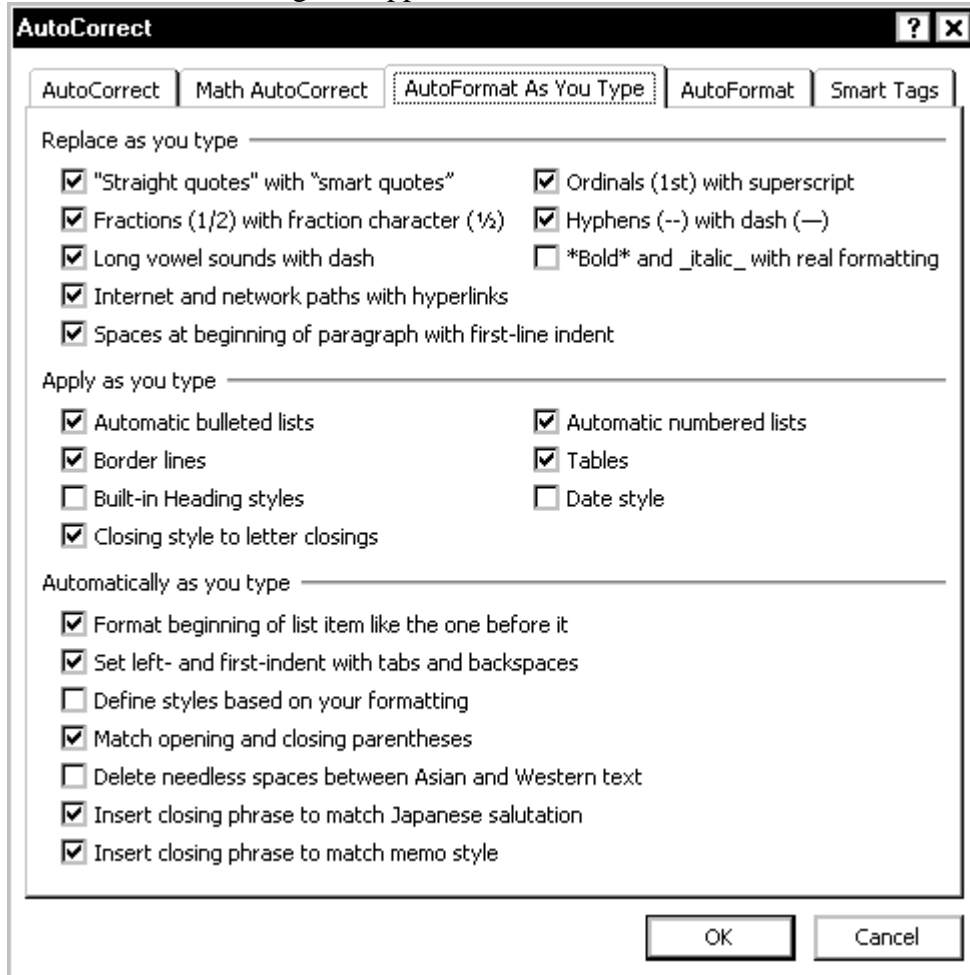 AutoCorrect
AutoCorrect Math AutoCorrect AutoFormat As You Type AutoFormat Smart Tags
Replace as you type
"Straight quotes" with “smart quotes” Ordinals (1st) with superscript
Fractions (1/2) with fraction character (½) Hyphens (--) with dash (—)
Long vowel sounds with dash *Bold* and _italic_ with real formatting
Internet and network paths with hyperlinks
Spaces at beginning of paragraph with first-line indent
Apply as you type
Automatic bulleted lists Automatic numbered lists
Border lines Tables
Built-in Heading styles Date style
Closing style to letter closings
Automatically as you type
Format beginning of list item like the one before it
Set left- and first-indent with tabs and backspaces
Define styles based on your formatting
Match opening and closing parentheses
Delete needless spaces between Asian and Western text
Insert closing phrase to match Japanese salutation
Insert closing phrase to match memo style
OK Cancel